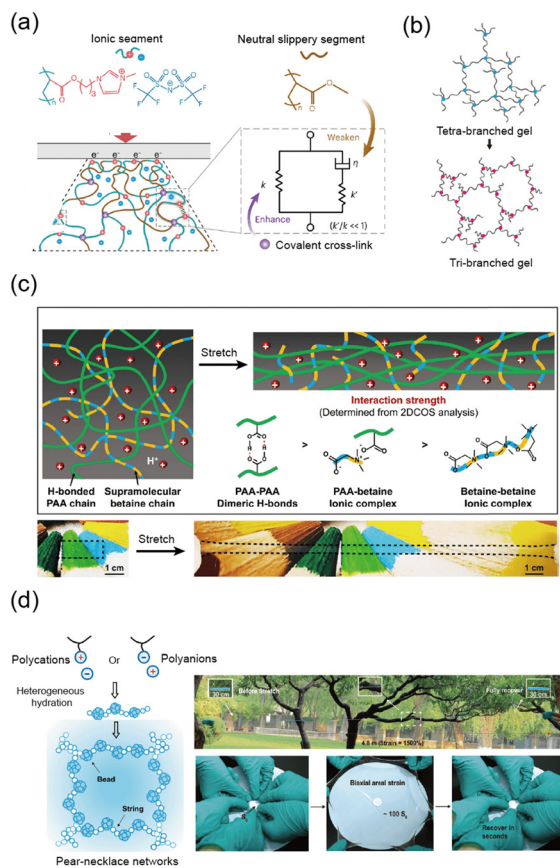 (a)
Ionic segment
Neutral slippery segment
Weaken
Enhance
Covalent cross-link
k
η
k'
(k'/k << 1)
(b)
Tetra-branched gel
Tri-branched gel
(c)
Stretch
Interaction strength
(Determined from 2DCOS analysis)
H⁺
H-bonded
PAA chain
Supramolecular
betaine chain
PAA-PAA
Dimeric H-bonds
>
PAA-betaine
Ionic complex
>
Betaine-betaine
Ionic complex
Stretch
1 cm
1 cm
(d)
Polycations
Or
Polyanions
Heterogeneous
hydration
Bead
String
Pear-necklace networks
Before stretch
30 cm
4.8 m (Strain = 1500%)
Fully recover
30 cm
Biaxial areal strain
~ 100 S₀
Recover in
seconds